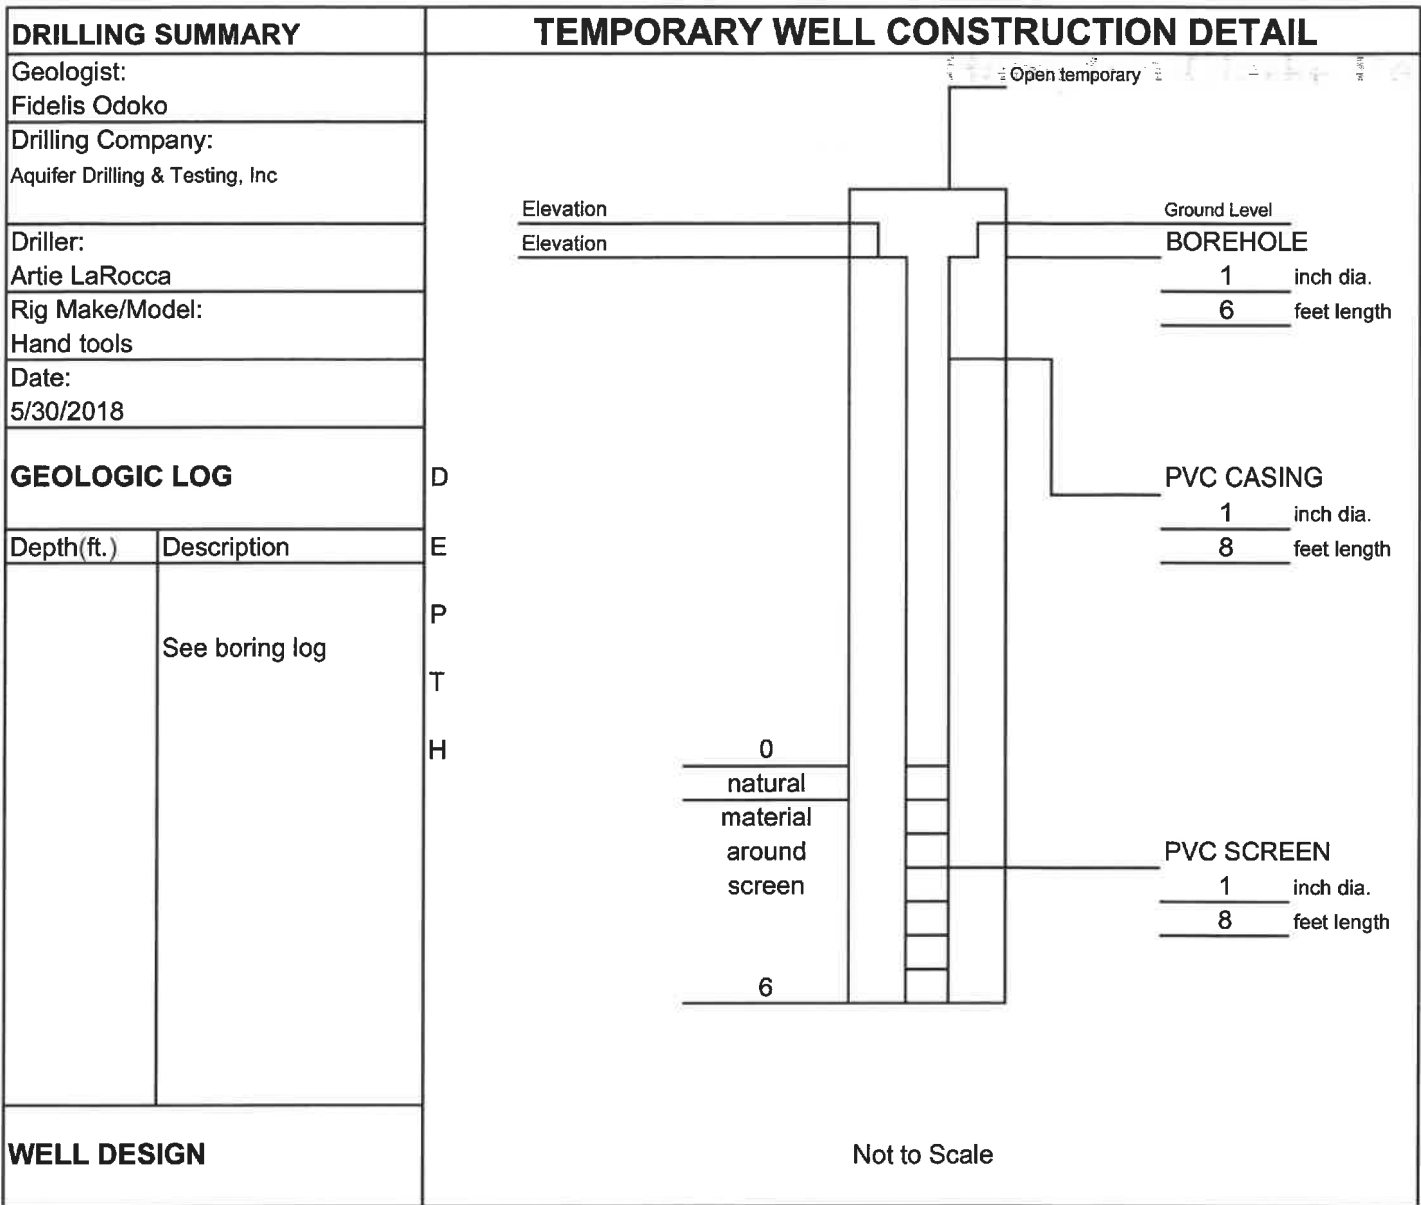 DRILLING SUMMARY
TEMPORARY WELL CONSTRUCTION DETAIL
Geologist:
Fidelis Odoko
Drilling Company:
Aquifer Drilling & Testing, Inc
Driller:
Artie LaRocca
Rig Make/Model:
Hand tools
Date:
5/30/2018
GEOLOGIC LOG
Depth(ft.) Description
See boring log
WELL DESIGN
D
E
P
T
H
Open temporary
Elevation
Elevation
Ground Level
BOREHOLE
1 inch dia.
6 feet length
PVC CASING
1 inch dia.
8 feet length
0
natural
material
around
screen
6
PVC SCREEN
1 inch dia.
8 feet length
Not to Scale